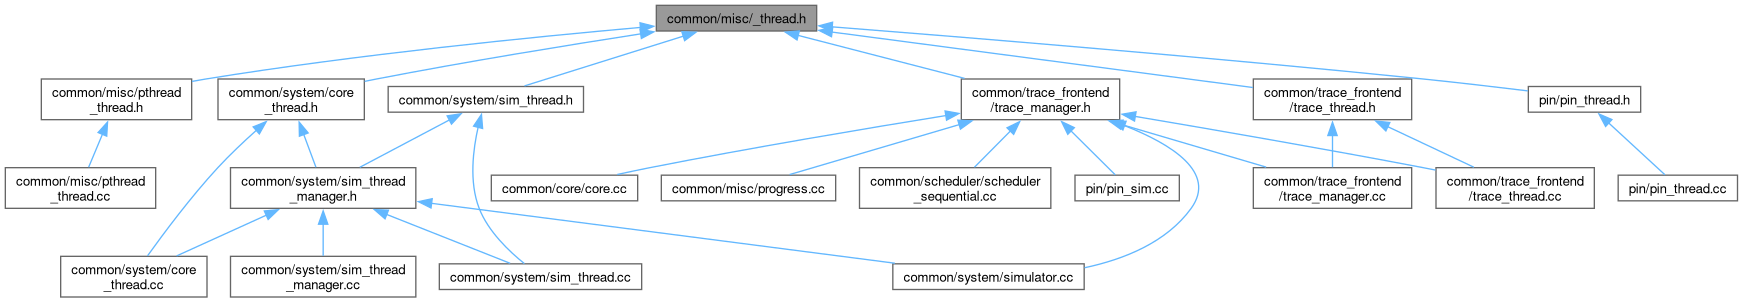 common/misc/_thread.h
common/misc/pthread
_thread.h
common/system/core
_thread.h
common/system/sim_thread.h
common/trace_frontend
/trace_manager.h
common/trace_frontend
/trace_thread.h
pin/pin_thread.h
common/misc/pthread
_thread.cc
common/system/sim_thread
_manager.h
common/core/core.cc
common/misc/progress.cc
common/scheduler/scheduler
_sequential.cc
pin/pin_sim.cc
common/trace_frontend
/trace_manager.cc
common/trace_frontend
/trace_thread.cc
pin/pin_thread.cc
common/system/core
_thread.cc
common/system/sim_thread
_manager.cc
common/system/sim_thread.cc
common/system/simulator.cc